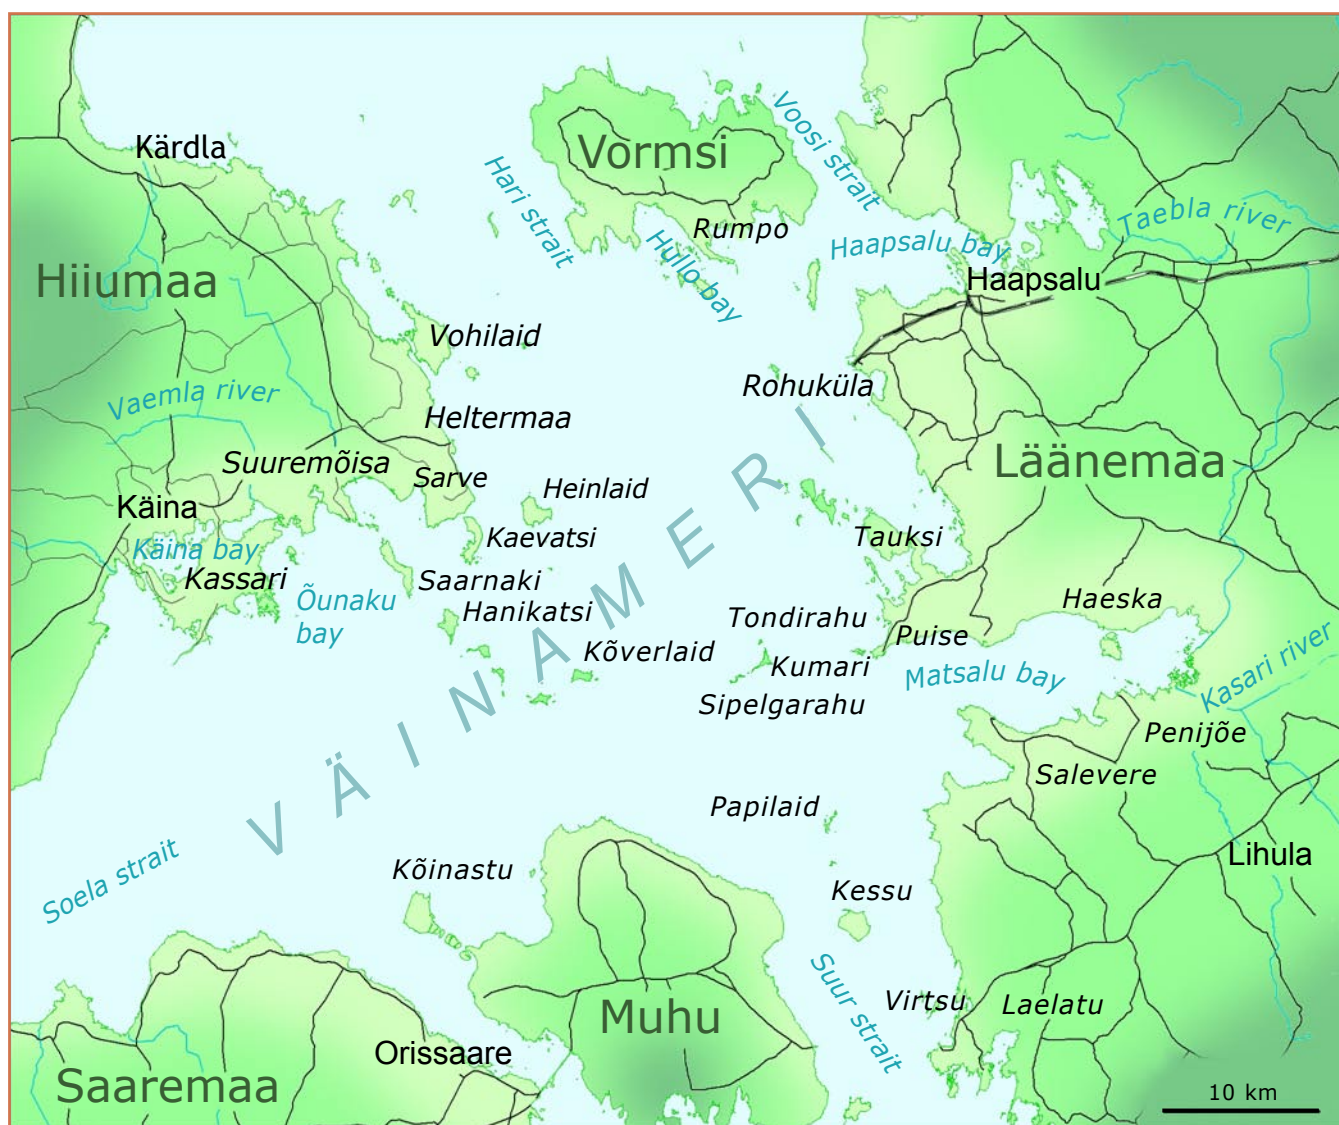 Kärdla
Vormsi
Voosi strait
Hari strait
Rumpo
Hullo bay
Haapsalu bay
Taebla river
Hiiumaa
Haapsalu
Vohilaid
Rohuküla
Vaemla river
Heltermaa
Suuremõisa
Sarve
Läänemaa
Heinlaid
Käina
Käina bay
Kaevatsi
Tauksi
Kassari
Saarnaki
Õunaku
bay
Hanikatsi
Haeska
Tondirahu
Puise
Kõverlaid
Kumari
Matsalu bay
Kasari river
Sipelgarahu
VÄINAMERI
Penijõe
Salevere
Papilaid
Lihula
Soela strait
Kõinastu
Kessu
Suur strait
Virtsu
Laelatu
Muhu
Orissaare
Saaremaa
10 km